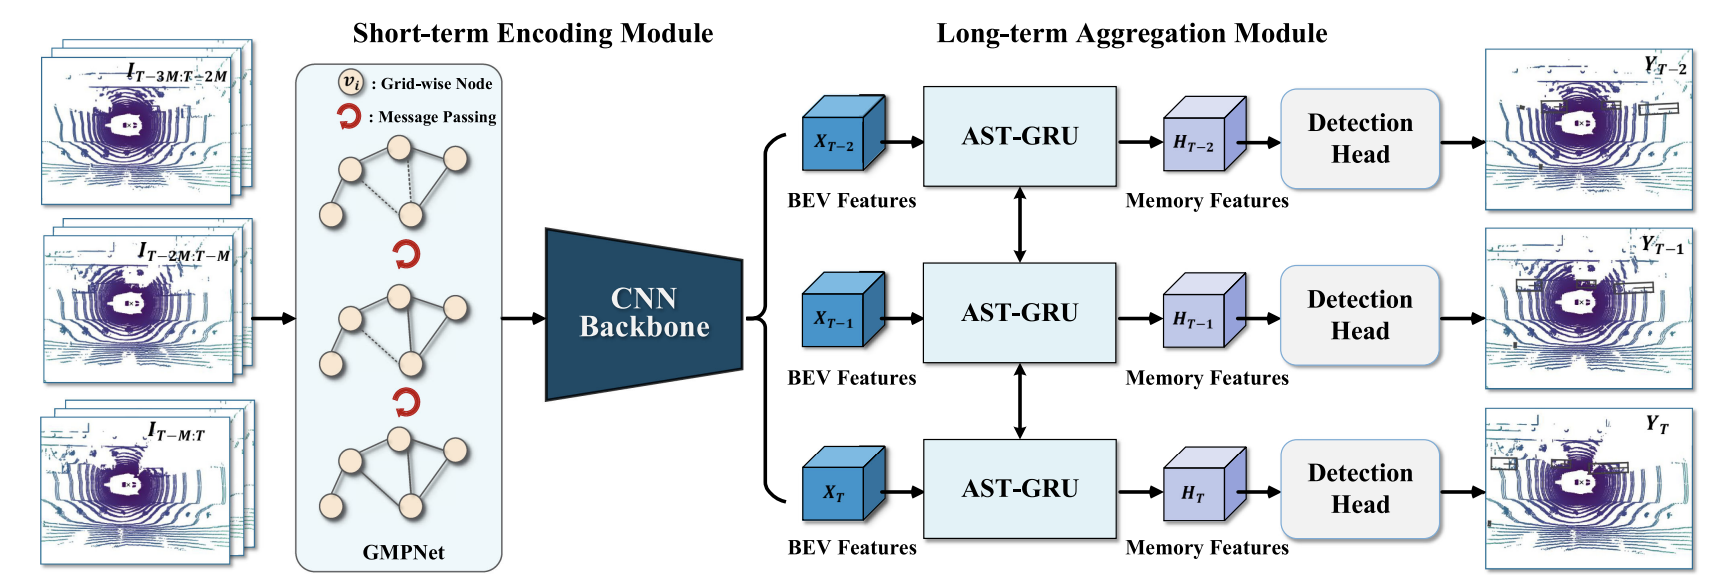 Short-term Encoding Module
Long-term Aggregation Module
I_{T−3M:T−2M}
I_{T−2M:T−M}
I_{T−M:T}
v_i : Grid-wise Node
: Message Passing
GMPNet
CNN
Backbone
X_{T−2}
BEV Features
AST-GRU
H_{T−2}
Memory Features
Detection
Head
Y_{T−2}
X_{T−1}
BEV Features
AST-GRU
H_{T−1}
Memory Features
Detection
Head
Y_{T−1}
X_T
BEV Features
AST-GRU
H_T
Memory Features
Detection
Head
Y_T